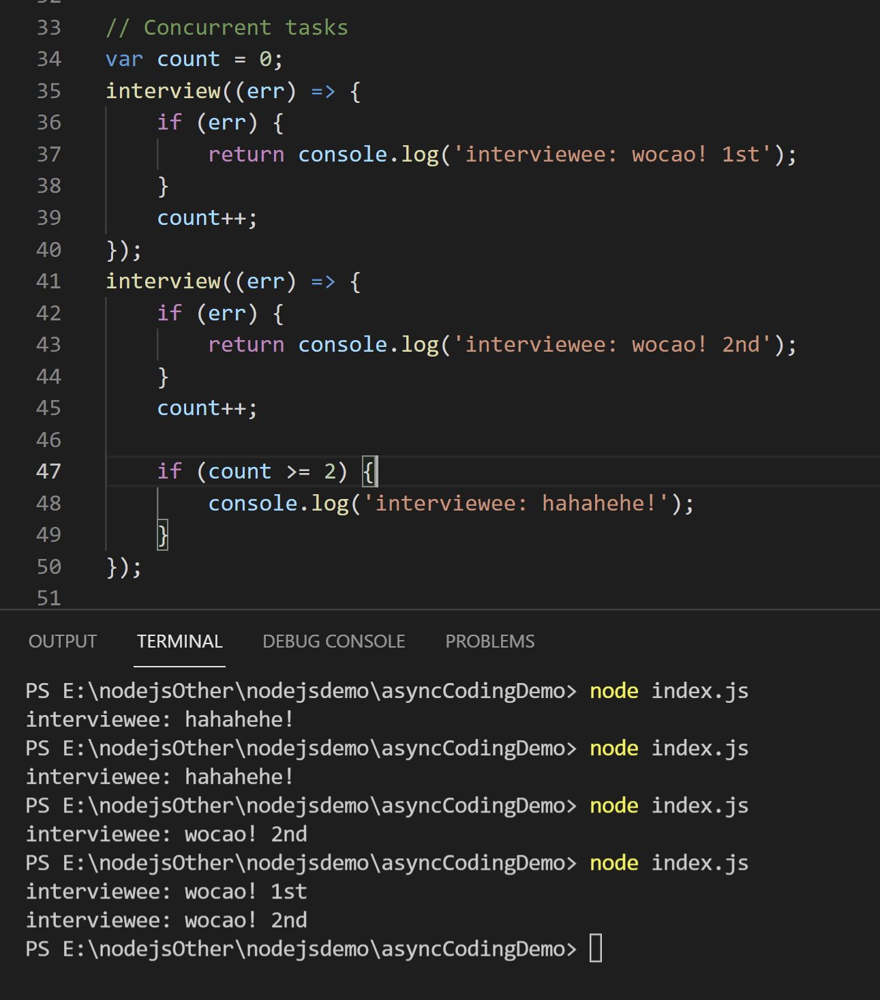 32
33 // Concurrent tasks
34 var count = 0;
35 interview((err) => {
36 if (err) {
37 return console.log('interviewee: wocao! 1st');
38 }
39 count++;
40 });
41 interview((err) => {
42 if (err) {
43 return console.log('interviewee: wocao! 2nd');
44 }
45 count++;
46
47 if (count >= 2) {
48 console.log('interviewee: hahahehe!');
49 }
50 });
51
OUTPUT TERMINAL DEBUG CONSOLE PROBLEMS
PS E:\nodejsOther\nodejsdemo\asyncCodingDemo> node index.js
interviewee: hahahehe!
PS E:\nodejsOther\nodejsdemo\asyncCodingDemo> node index.js
interviewee: hahahehe!
PS E:\nodejsOther\nodejsdemo\asyncCodingDemo> node index.js
interviewee: wocao! 2nd
PS E:\nodejsOther\nodejsdemo\asyncCodingDemo> node index.js
interviewee: wocao! 1st
interviewee: wocao! 2nd
PS E:\nodejsOther\nodejsdemo\asyncCodingDemo>